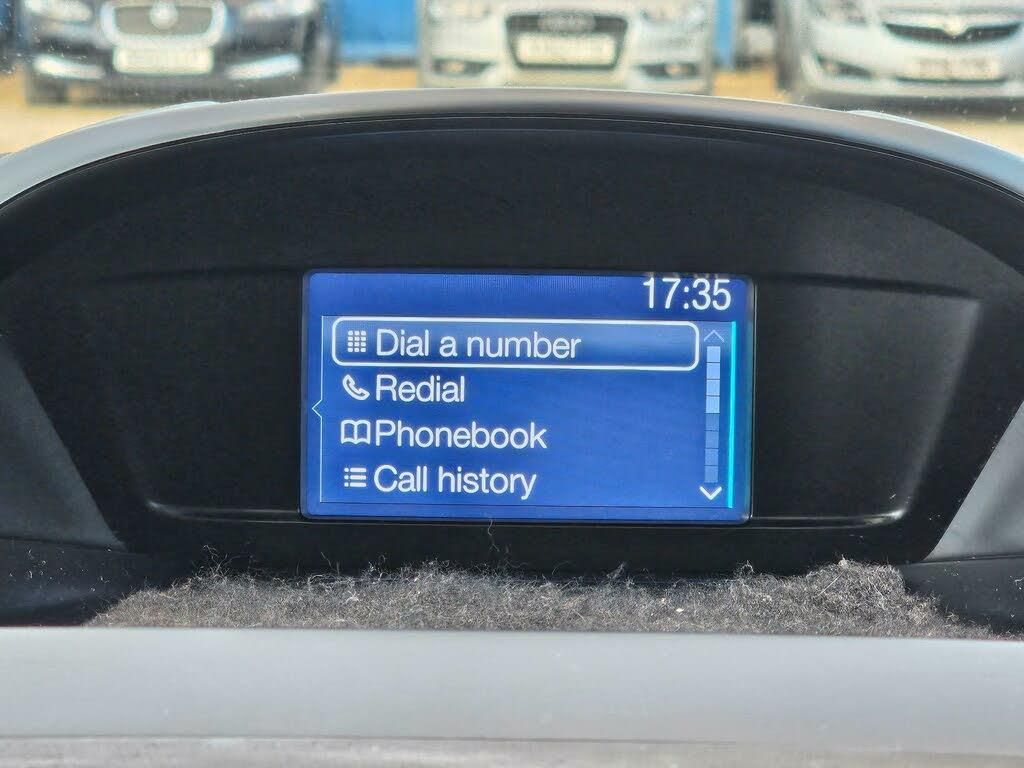 17:35
Dial a number
Redial
Phonebook
Call history